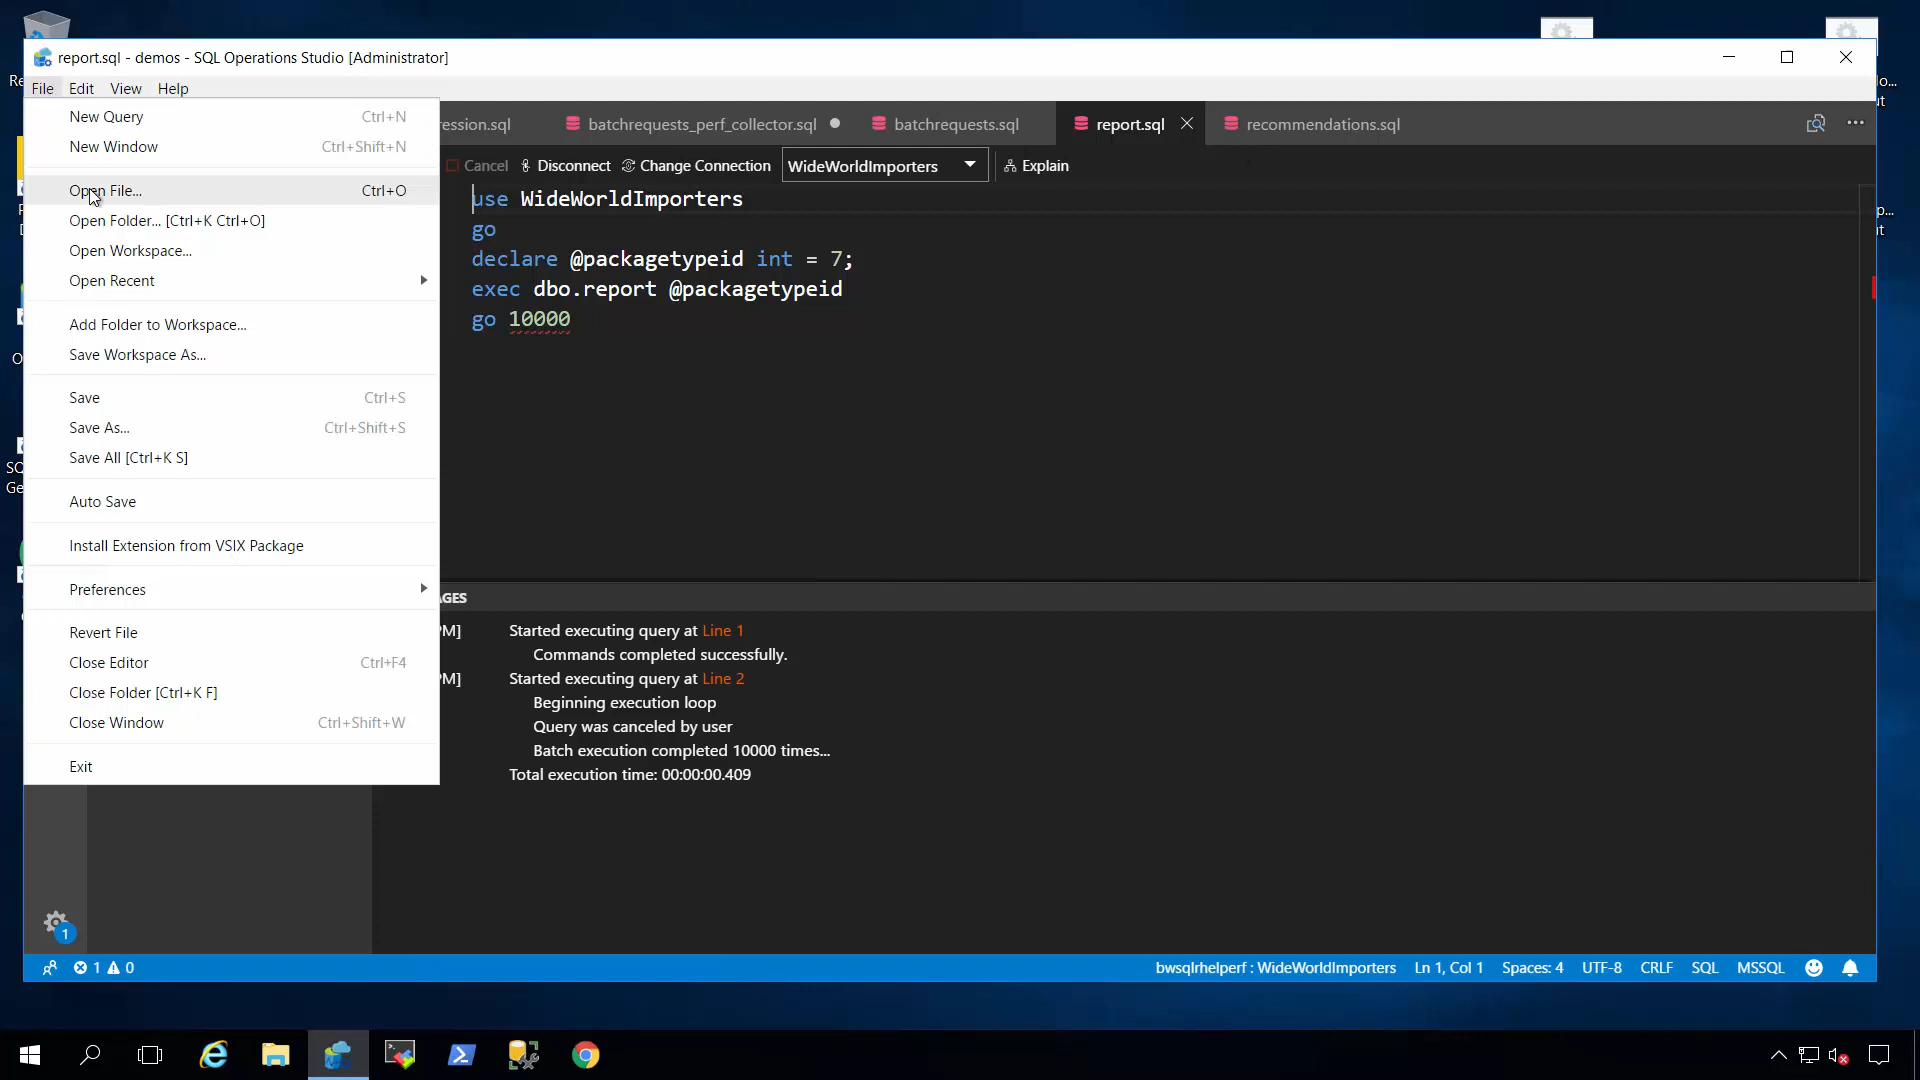 report.sql - demos - SQL Operations Studio [Administrator]
File Edit View Help
New Query Ctrl+N
New Window Ctrl+Shift+N
Open File... Ctrl+O
Open Folder... [Ctrl+K Ctrl+O]
Open Workspace...
Open Recent
Add Folder to Workspace...
Save Workspace As...
Save Ctrl+S
Save As... Ctrl+Shift+S
Save All [Ctrl+K S]
Auto Save
Install Extension from VSIX Package
Preferences
Revert File
Close Editor Ctrl+F4
Close Folder [Ctrl+K F]
Close Window Ctrl+Shift+W
Exit
ression.sql batchrequests_perf_collector.sql batchrequests.sql report.sql recommendations.sql
Cancel Disconnect Change Connection WideWorldImporters Explain
use WideWorldImporters
go
declare @packagetypeid int = 7;
exec dbo.report @packagetypeid
go 10000
AGES
PM] Started executing query at Line 1
Commands completed successfully.
PM] Started executing query at Line 2
Beginning execution loop
Query was canceled by user
Batch execution completed 10000 times...
Total execution time: 00:00:00.409
1
1 0
bwsqlrhelperf : WideWorldImporters Ln 1, Col 1 Spaces: 4 UTF-8 CRLF SQL MSSQL